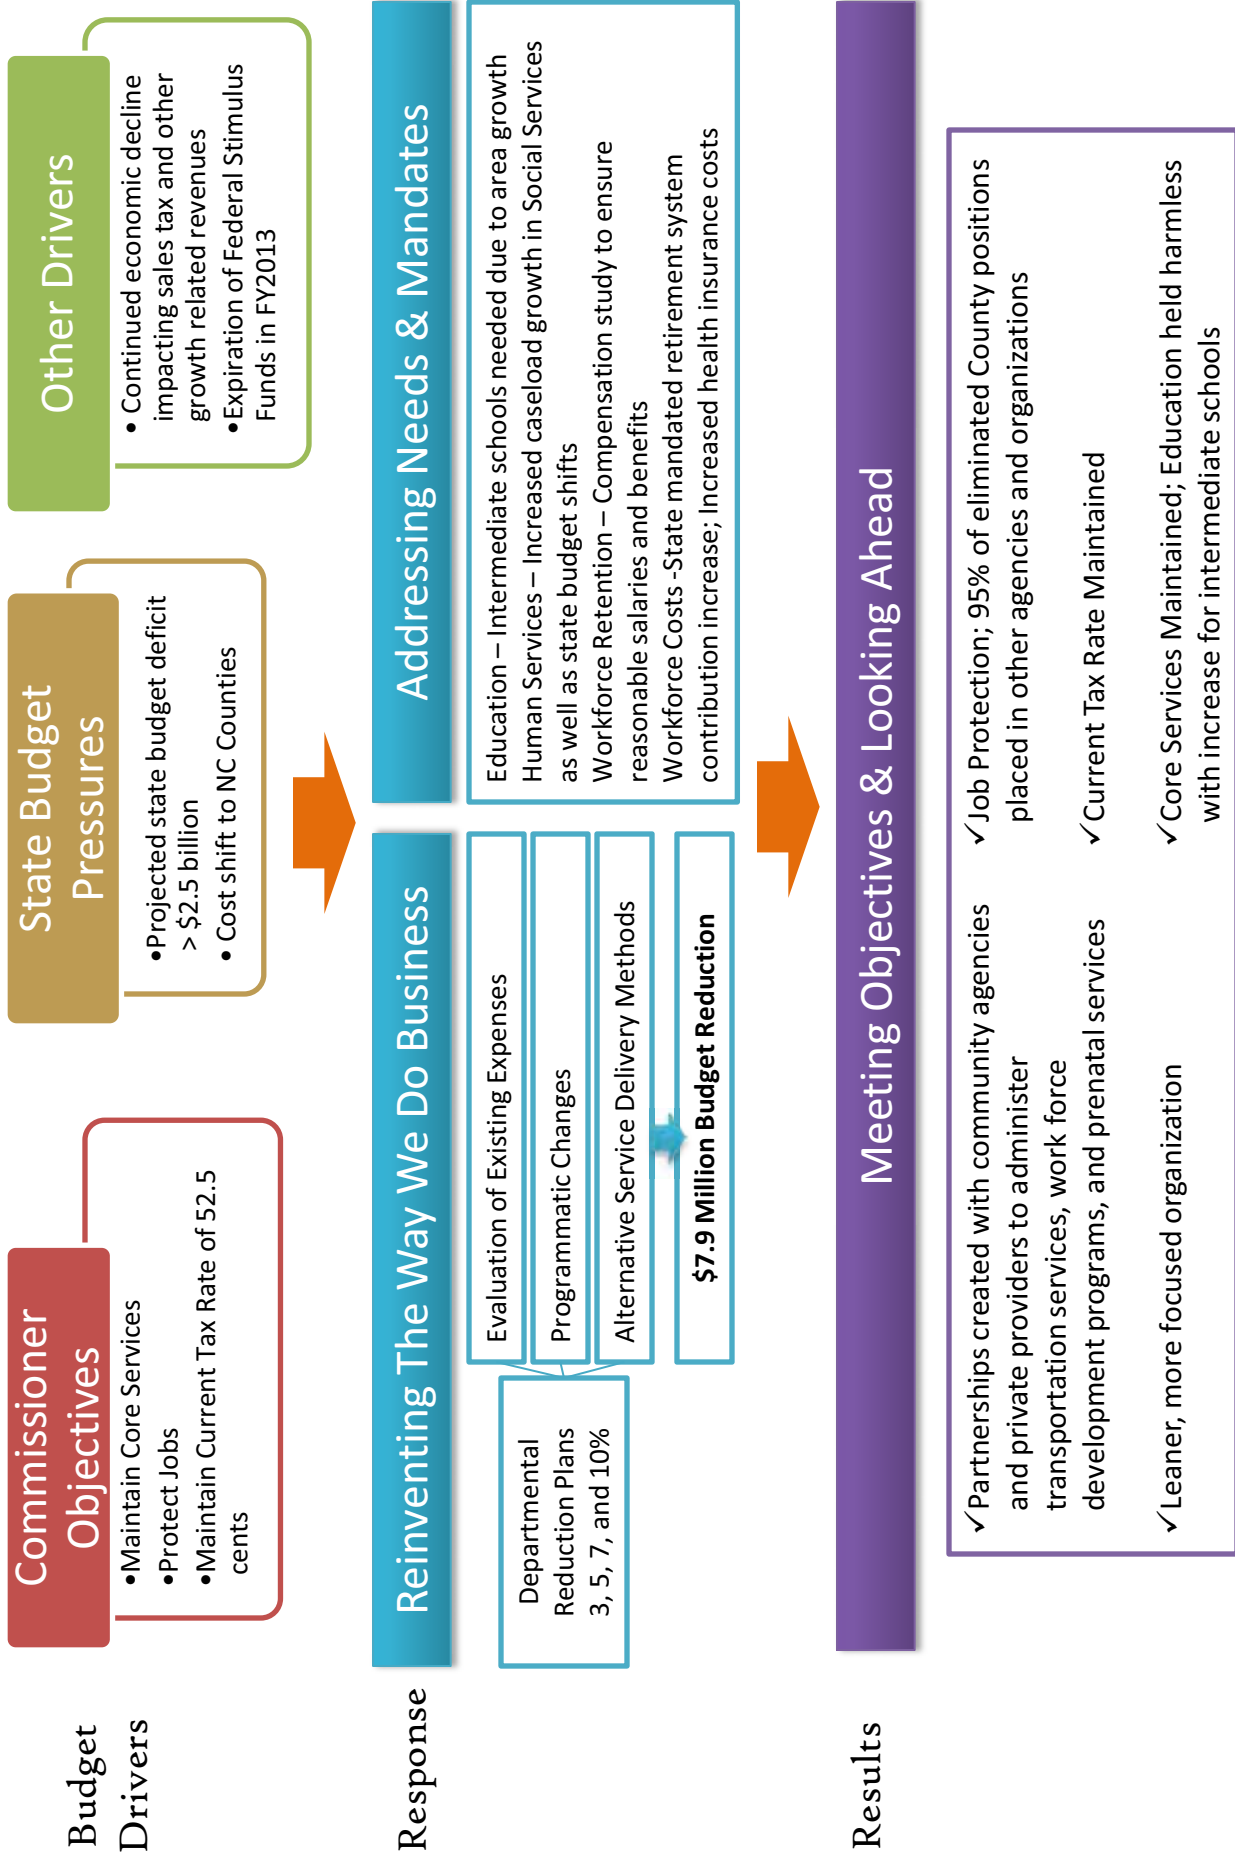 Budget
Drivers
Commissioner
Objectives
•Maintain Core Services
•Protect Jobs
•Maintain Current Tax Rate of 52.5
cents
State Budget
Pressures
•Projected state budget deficit
> $2.5 billion
• Cost shift to NC Counties
Other Drivers
• Continued economic decline
impacting sales tax and other
growth related revenues
•Expiration of Federal Stimulus
Funds in FY2013
Response
Reinventing The Way We Do Business
Departmental
Reduction Plans
3, 5, 7, and 10%
Evaluation of Existing Expenses
Programmatic Changes
Alternative Service Delivery Methods
$7.9 Million Budget Reduction
Addressing Needs & Mandates
Education – Intermediate schools needed due to area growth
Human Services – Increased caseload growth in Social Services
as well as state budget shifts
Workforce Retention – Compensation study to ensure
reasonable salaries and benefits
Workforce Costs -State mandated retirement system
contribution increase; Increased health insurance costs
Results
Meeting Objectives & Looking Ahead
✓Partnerships created with community agencies
and private providers to administer
transportation services, work force
development programs, and prenatal services
✓Leaner, more focused organization
✓Job Protection; 95% of eliminated County positions
placed in other agencies and organizations
✓Current Tax Rate Maintained
✓Core Services Maintained; Education held harmless
with increase for intermediate schools